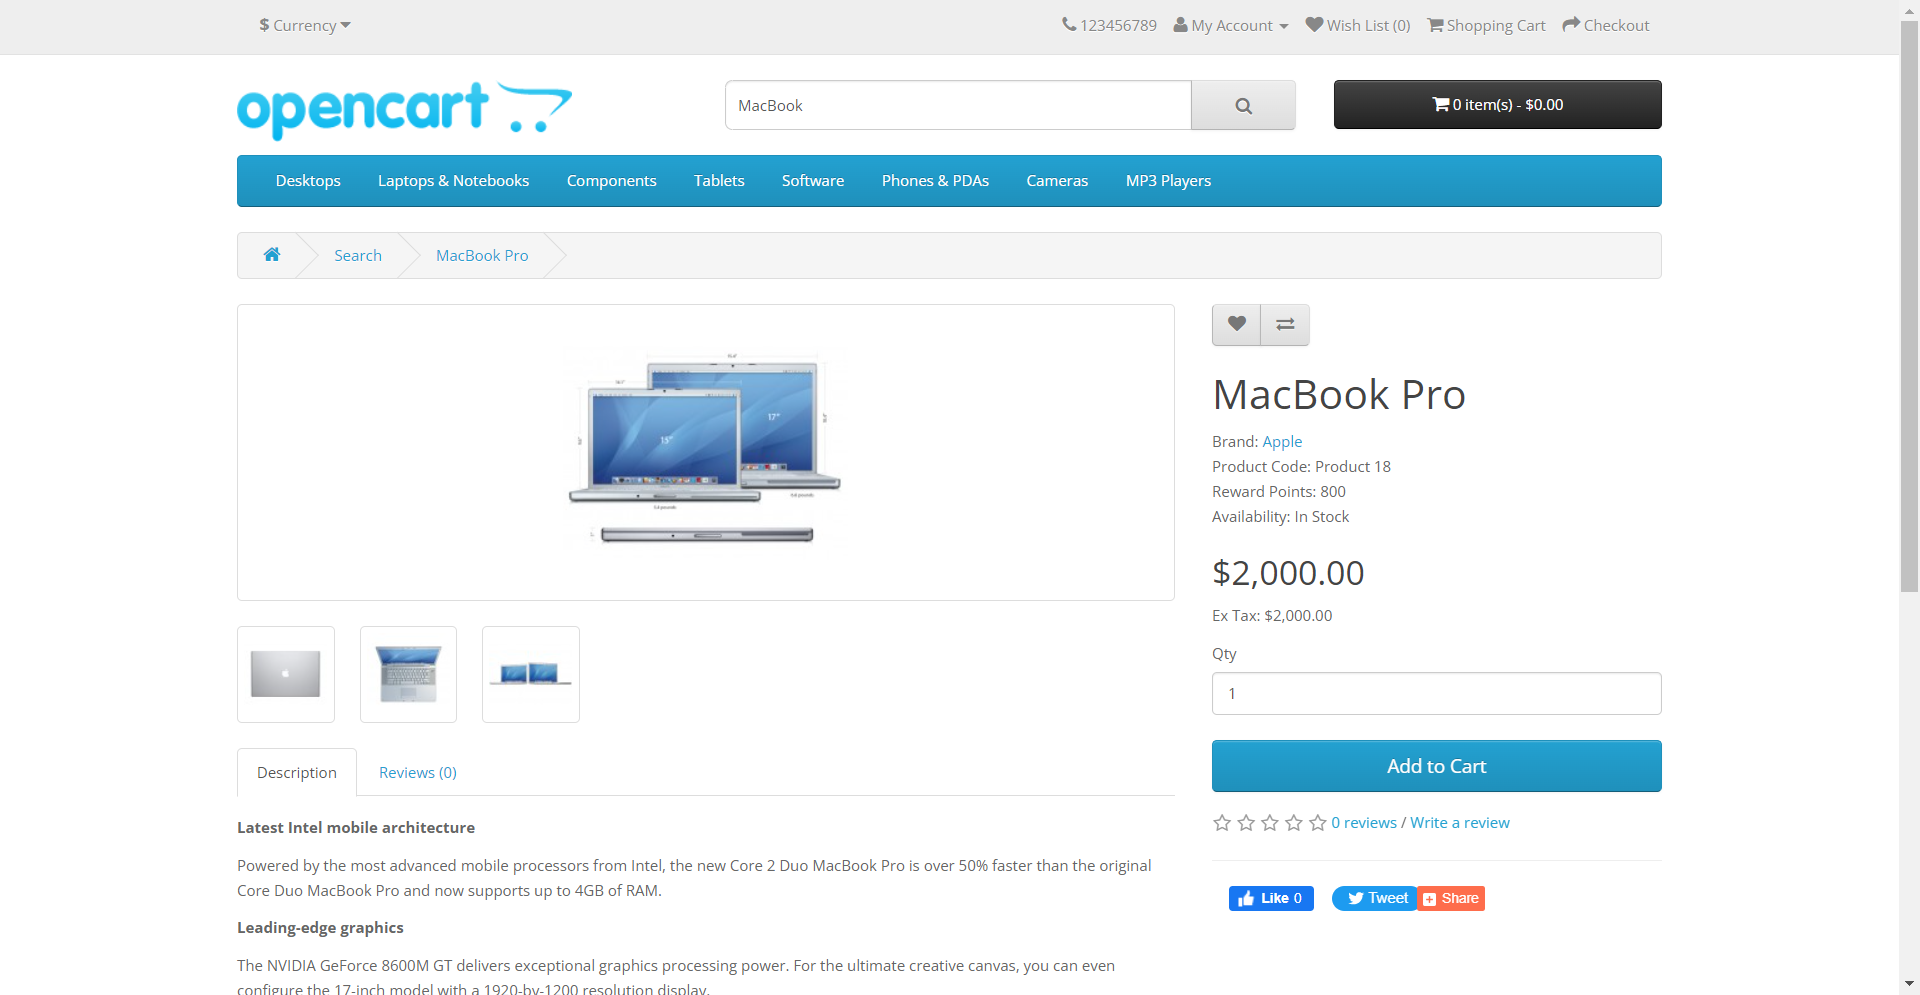 $ Currency
123456789 My Account Wish List (0) Shopping Cart Checkout
opencart
MacBook
0 item(s) - $0.00
Desktops Laptops & Notebooks Components Tablets Software Phones & PDAs Cameras MP3 Players
Search MacBook Pro
15"
17"
MacBook Pro
Brand: Apple
Product Code: Product 18
Reward Points: 800
Availability: In Stock
$2,000.00
Ex Tax: $2,000.00
Qty
1
Add to Cart
0 reviews / Write a review
Like 0 Tweet Share
Description Reviews (0)
Latest Intel mobile architecture
Powered by the most advanced mobile processors from Intel, the new Core 2 Duo MacBook Pro is over 50% faster than the original
Core Duo MacBook Pro and now supports up to 4GB of RAM.
Leading-edge graphics
The NVIDIA GeForce 8600M GT delivers exceptional graphics processing power. For the ultimate creative canvas, you can even
configure the 17-inch model with a 1920-by-1200 resolution display.